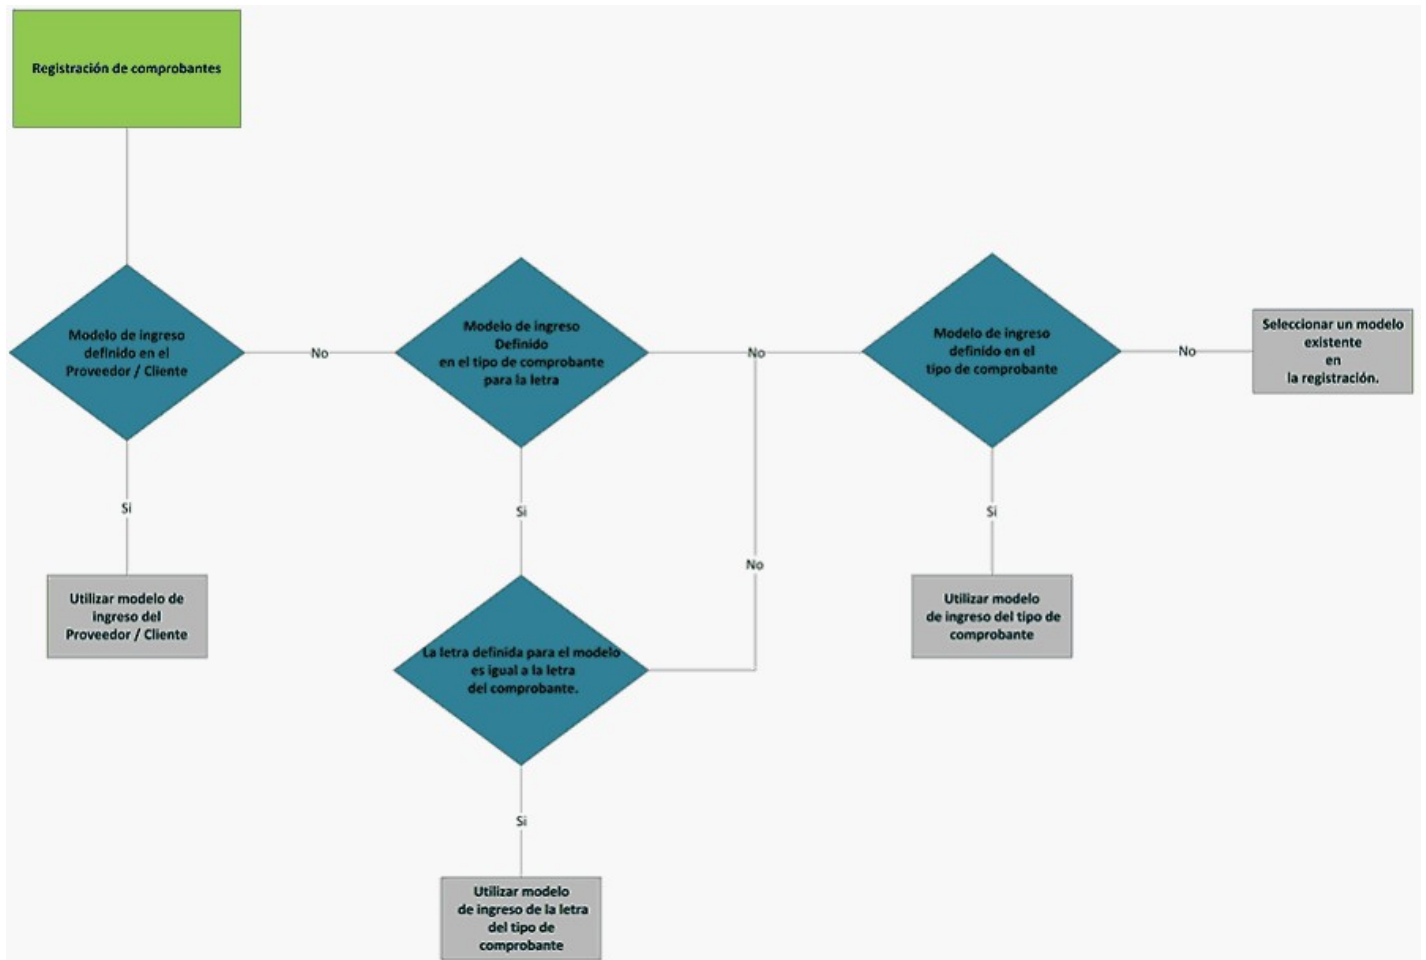 Registración de comprobantes
Modelo de ingreso
definido en el
Proveedor / Cliente
No
Modelo de ingreso
Definido
en el tipo de comprobante
para la letra
No
Modelo de ingreso
definido en el
tipo de comprobante
No
Seleccionar un modelo
existente
en
la registración.
Si
Si
Si
No
Utilizar modelo de
ingreso del
Proveedor / Cliente
Utilizar modelo
de ingreso del tipo de
comprobante
La letra definida para el modelo
es igual a la letra
del comprobante.
Si
Utilizar modelo
de ingreso de la letra
del tipo de
comprobante